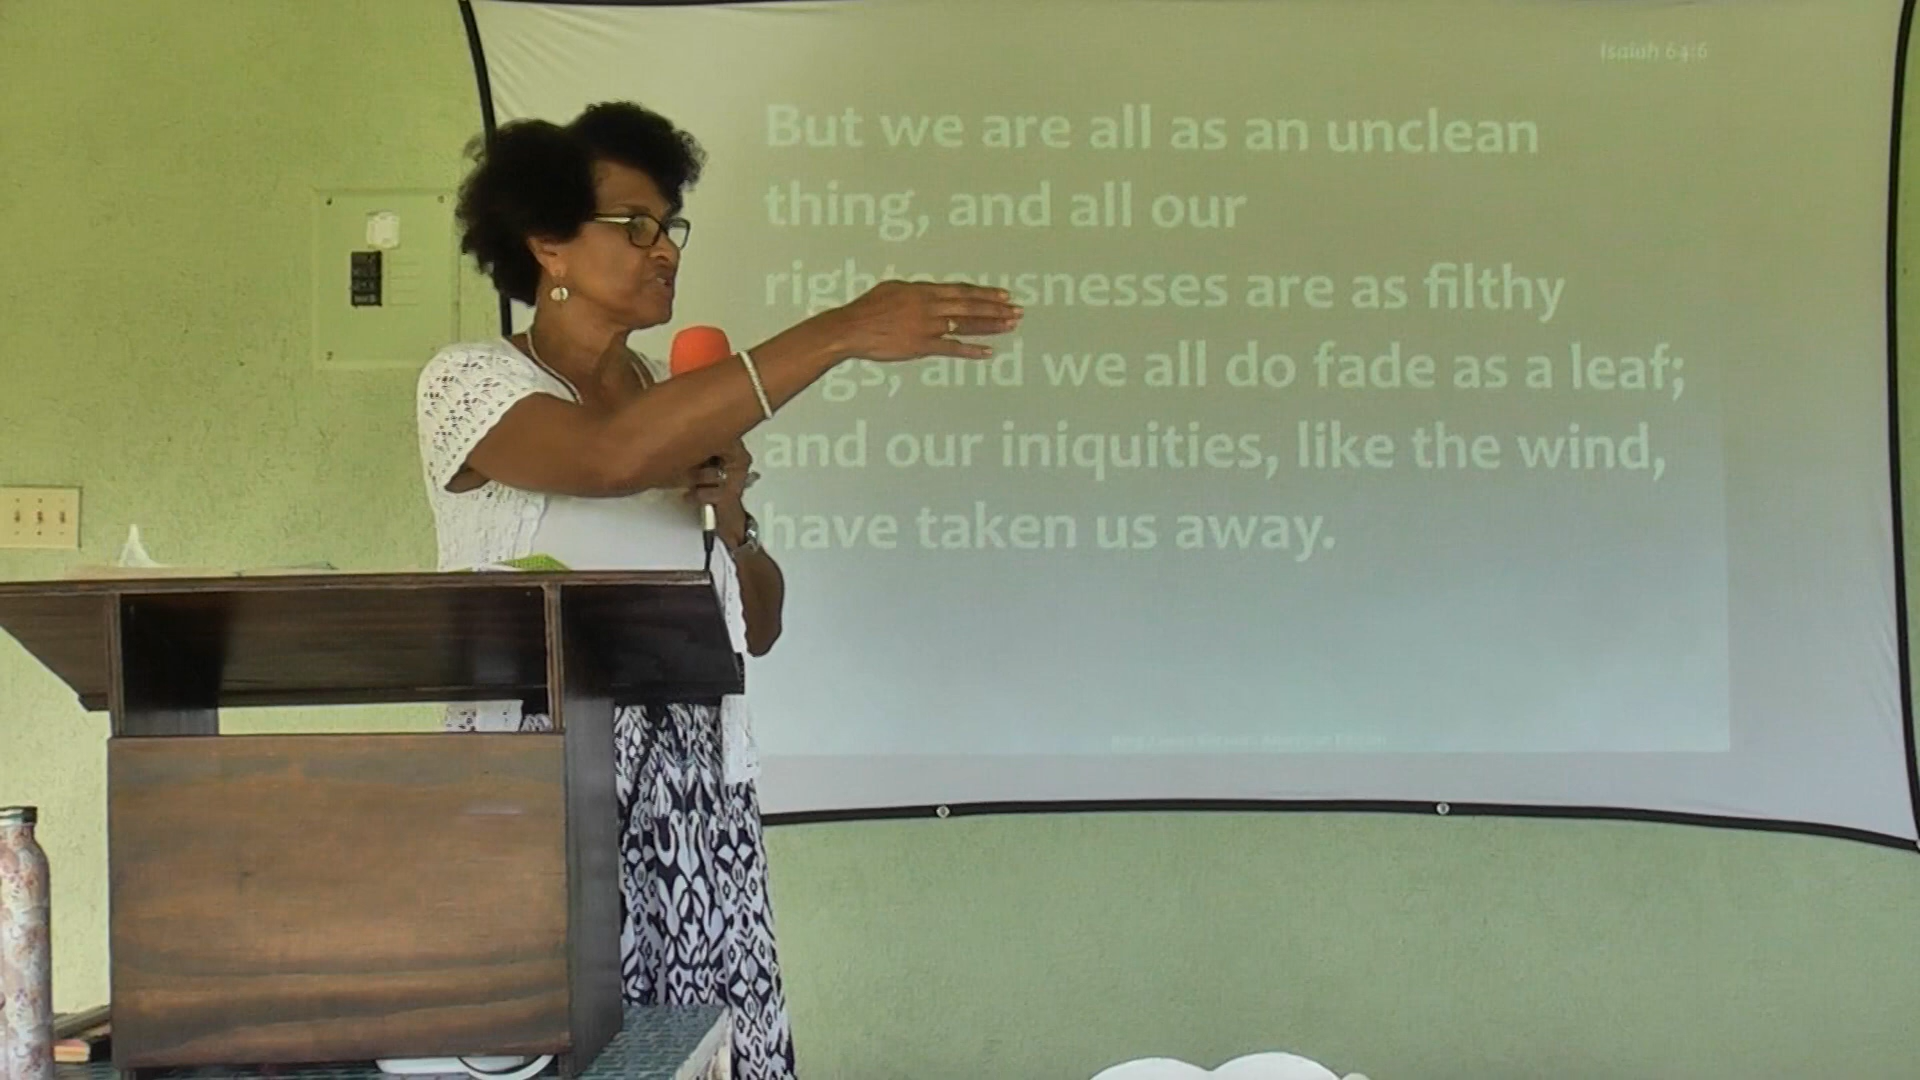 Isaiah 64:6
But we are all as an unclean
thing, and all our
righteousnesses are as filthy
and we all do fade as a leaf;
and our iniquities, like the wind,
have taken us away.